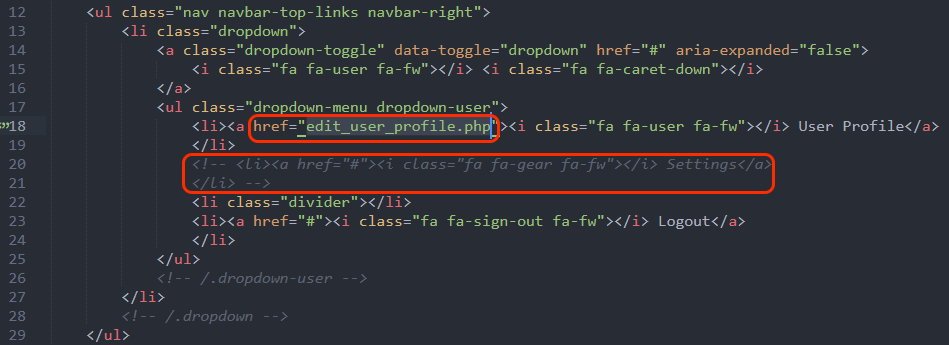 12 <ul class="nav navbar-top-links navbar-right">
13 <li class="dropdown">
14 <a class="dropdown-toggle" data-toggle="dropdown" href="#" aria-expanded="false">
15 <i class="fa fa-user fa-fw"></i> <i class="fa fa-caret-down"></i>
16 </a>
17 <ul class="dropdown-menu dropdown-user">
18 <li><a href="edit_user_profile.php"><i class="fa fa-user fa-fw"></i> User Profile</a>
19 </li>
20 <!-- <li><a href="#"><i class="fa fa-gear fa-fw"></i> Settings</a>
21 </li> -->
22 <li class="divider"></li>
23 <li><a href="#"><i class="fa fa-sign-out fa-fw"></i> Logout</a>
24 </li>
25 </ul>
26 <!-- /.dropdown-user -->
27 </li>
28 <!-- /.dropdown -->
29 </ul>